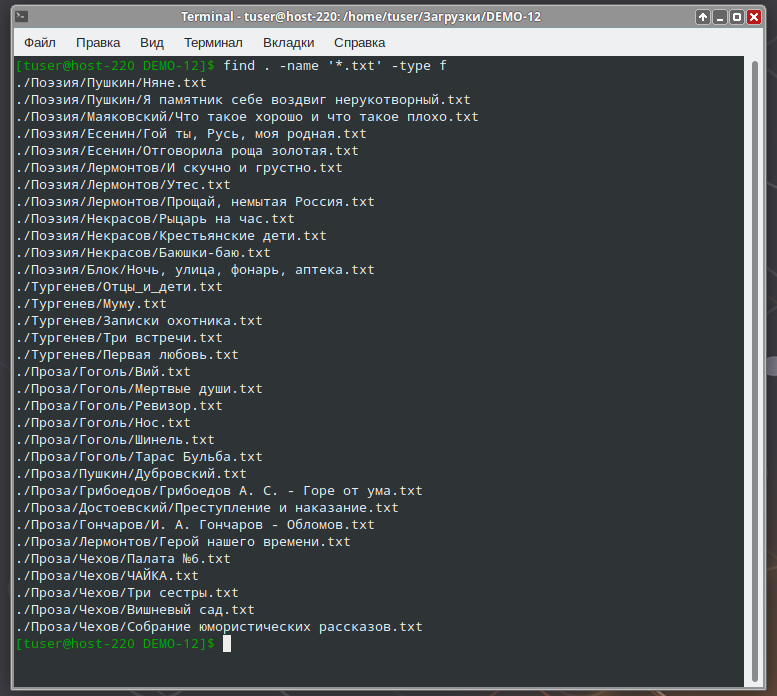 Terminal - tuser@host-220: /home/tuser/Загрузки/DEMO-12
Файл Правка Вид Терминал Вкладки Справка
[tuser@host-220 DEMO-12]$ find . -name '*.txt' -type f
./Поэзия/Пушкин/Няне.txt
./Поэзия/Пушкин/Я памятник себе воздвиг нерукотворный.txt
./Поэзия/Маяковский/Что такое хорошо и что такое плохо.txt
./Поэзия/Есенин/Гой ты, Русь, моя родная.txt
./Поэзия/Есенин/Отговорила роща золотая.txt
./Поэзия/Лермонтов/И скучно и грустно.txt
./Поэзия/Лермонтов/Утес.txt
./Поэзия/Лермонтов/Прощай, немытая Россия.txt
./Поэзия/Некрасов/Рыцарь на час.txt
./Поэзия/Некрасов/Крестьянские дети.txt
./Поэзия/Некрасов/Баюшки-баю.txt
./Поэзия/Блок/Ночь, улица, фонарь, аптека.txt
./Тургенев/Отцы_и_дети.txt
./Тургенев/Муму.txt
./Тургенев/Записки охотника.txt
./Тургенев/Три встречи.txt
./Тургенев/Первая любовь.txt
./Проза/Гоголь/Вий.txt
./Проза/Гоголь/Мертвые души.txt
./Проза/Гоголь/Ревизор.txt
./Проза/Гоголь/Нос.txt
./Проза/Гоголь/Шинель.txt
./Проза/Гоголь/Тарас Бульба.txt
./Проза/Пушкин/Дубровский.txt
./Проза/Грибоедов/Грибоедов А. С. - Горе от ума.txt
./Проза/Достоевский/Преступление и наказание.txt
./Проза/Гончаров/И. А. Гончаров - Обломов.txt
./Проза/Лермонтов/Герой нашего времени.txt
./Проза/Чехов/Палата №6.txt
./Проза/Чехов/ЧАЙКА.txt
./Проза/Чехов/Три сестры.txt
./Проза/Чехов/Вишневый сад.txt
./Проза/Чехов/Собрание юмористических рассказов.txt
[tuser@host-220 DEMO-12]$